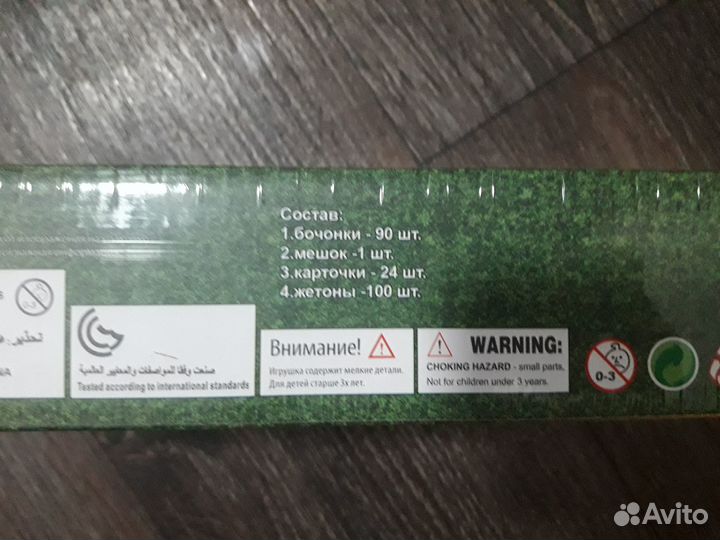 Состав:
1.бочонки - 90 шт.
2.мешок -1 шт.
3.карточки -24 шт.
4.жетоны -100 шт.
تحذير:
صنعت وفقا للمواصفات والمعايير العالمية
Tested according to international standards
Внимание!
Игрушка содержит мелкие детали.
Для детей старше 3х лет.
WARNING:
CHOKING HAZARD - small parts,
Not for children under 3 years.
0-3
Avito